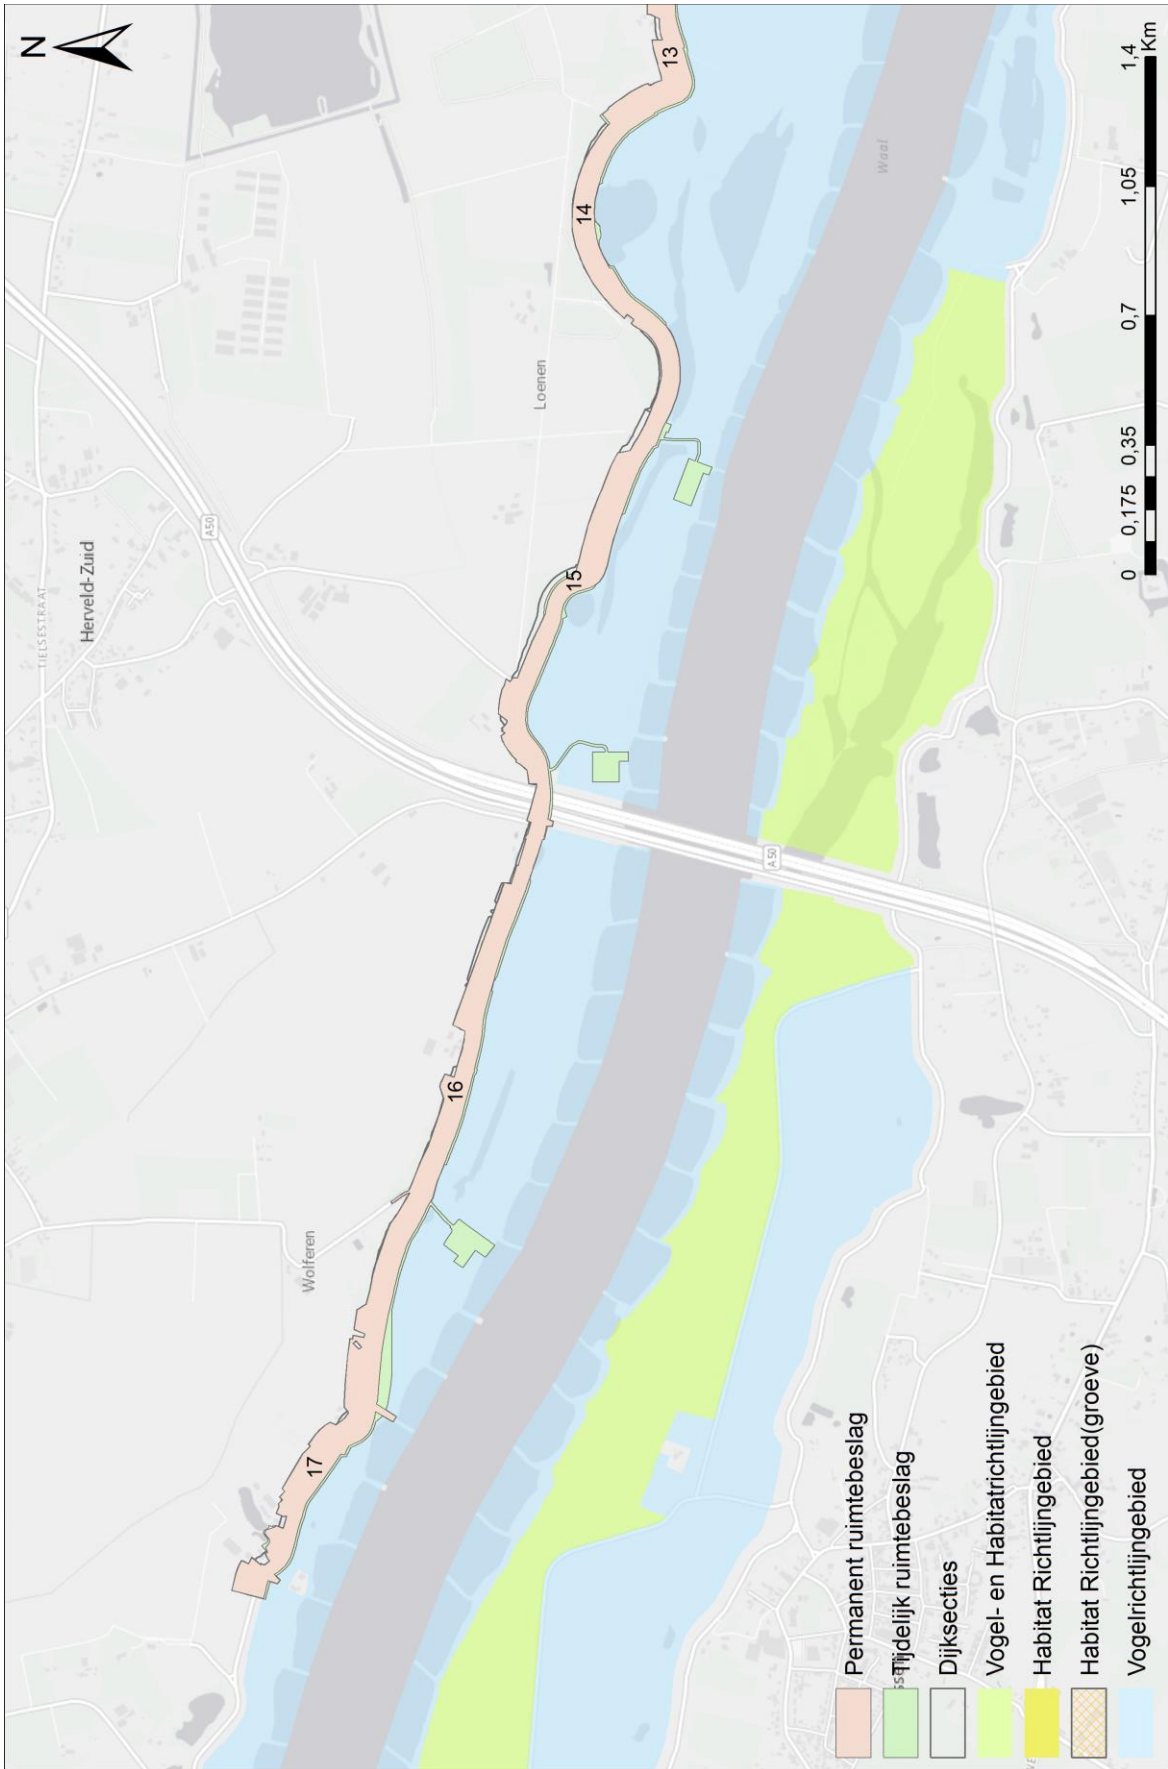 N
TIELSESTRAAT
Herveld-Zuid
A50
Loenen
13
14
15
16
17
Wolferen
Waal
A50
Permanent ruimtebeslag
Tijdelijk ruimtebeslag
Dijksecties
Vogel- en Habitatrichtlijngebied
Habitat Richtlijngebied
Habitat Richtlijngebied(groeve)
Vogelrichtlijngebied
0 0,175 0,35 0,7 1,05 1,4
Km